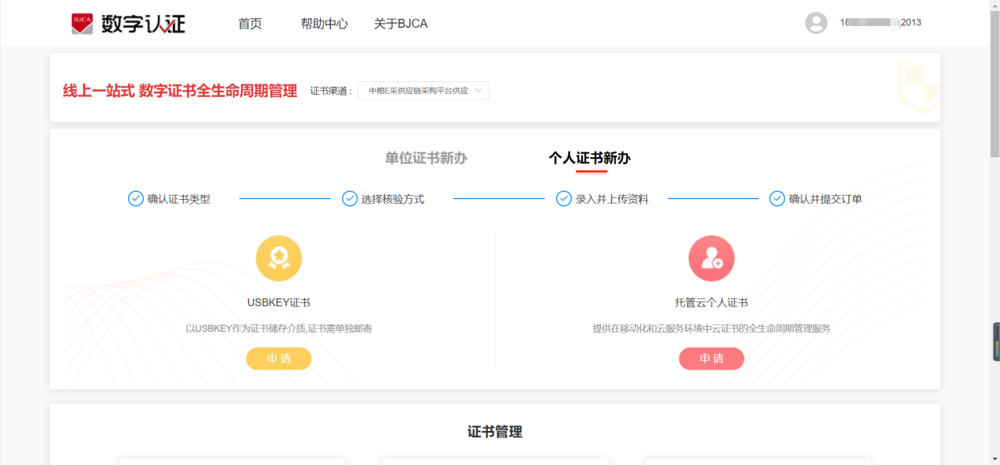 BJCA 数字认证 首页 帮助中心 关于BJCA 18 2013
线上一站式 数字证书全生命周期管理 证书渠道： 中粮E采供应链采购平台供应
单位证书新办 个人证书新办
确认证书类型 选择核验方式 录入并上传资料 确认并提交订单
USBKEY证书 托管云个人证书
以USBKEY作为证书储存介质,证书需单独邮寄 提供在移动化和云服务环境中云证书的全生命周期管理服务
申请 申请
证书管理